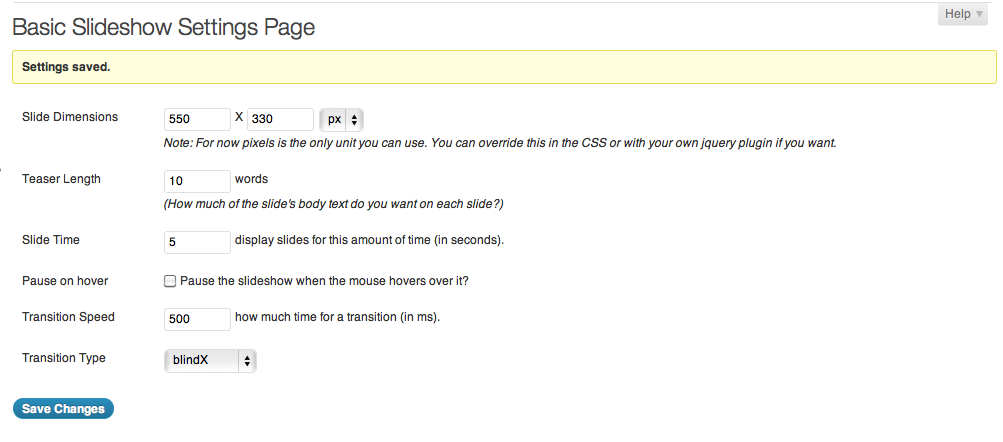 Help
Basic Slideshow Settings Page
Settings saved.
Slide Dimensions 550 X 330 px
Note: For now pixels is the only unit you can use. You can override this in the CSS or with your own jquery plugin if you want.
Teaser Length 10 words
(How much of the slide's body text do you want on each slide?)
Slide Time 5 display slides for this amount of time (in seconds).
Pause on hover Pause the slideshow when the mouse hovers over it?
Transition Speed 500 how much time for a transition (in ms).
Transition Type blindX
Save Changes